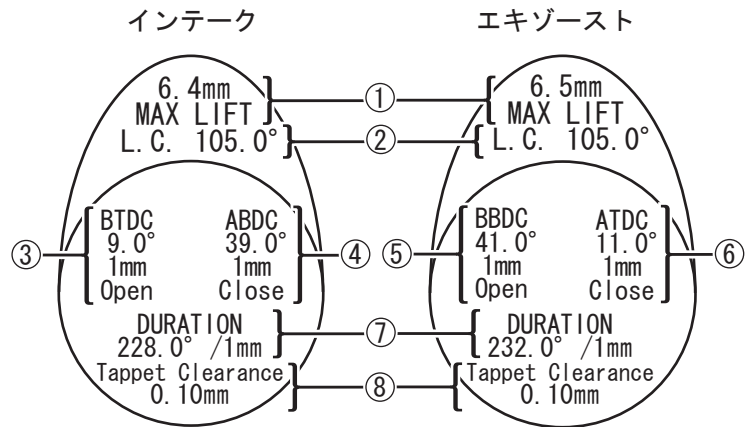 インテーク
エキゾースト
6.4mm
MAX LIFT
L.C. 105.0°
①
②
6.5mm
MAX LIFT
L.C. 105.0°
③
BTDC
9.0°
1mm
Open
ABDC
39.0°
1mm
Close
④
⑤
BBDC
41.0°
1mm
Open
ATDC
11.0°
1mm
Close
⑥
DURATION
228.0° /1mm
⑦
DURATION
232.0° /1mm
Tappet Clearance
0.10mm
⑧
Tappet Clearance
0.10mm